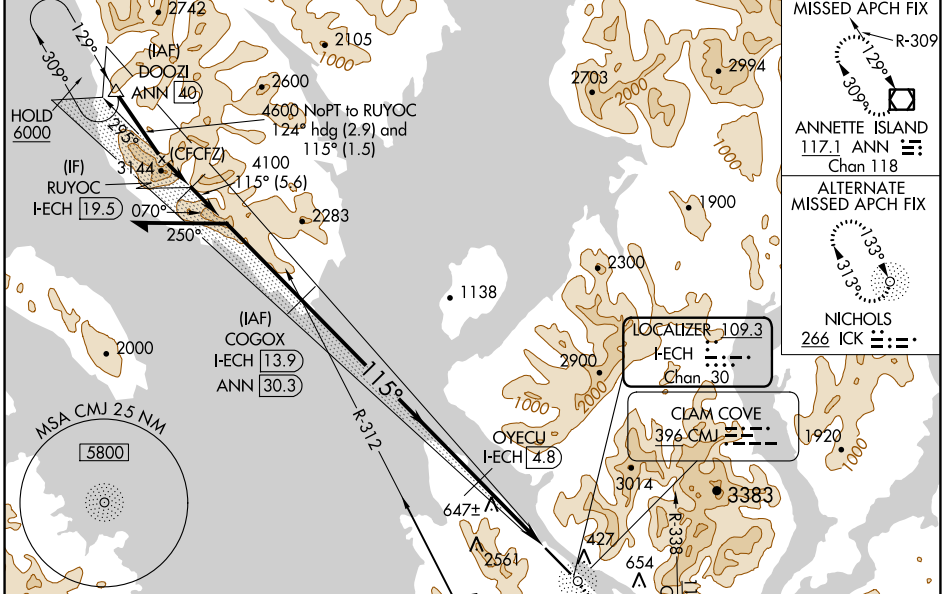 2742
129°
309°
(IAF)
DOOZI
ANN 40
2105
1000
2600
4600 NoPT to RUYOC
124° hdg (2.9) and
115° (1.5)
HOLD
6000
295°
(CFCFZ)
3144
4100
115° (5.6)
(IF)
RUYOC
I-ECH 19.5
070°
250°
2283
2703
2000
2994
1000
1900
2300
1138
2000
(IAF)
COGOX
I-ECH 13.9
ANN 30.3
115°
R-312
LOCALIZER 109.3
I-ECH
Chan 30
2900
1000
2000
CLAM COVE
396 CMJ
1920
1000
OYECU
I-ECH 4.8
3014
3383
R-338
647±
2561
427
654
MSA CMJ 25 NM
5800
MISSED APCH FIX
R-309
129°
309°
ANNETTE ISLAND
117.1 ANN
Chan 118
ALTERNATE
MISSED APCH FIX
133°
313°
NICHOLS
266 ICK